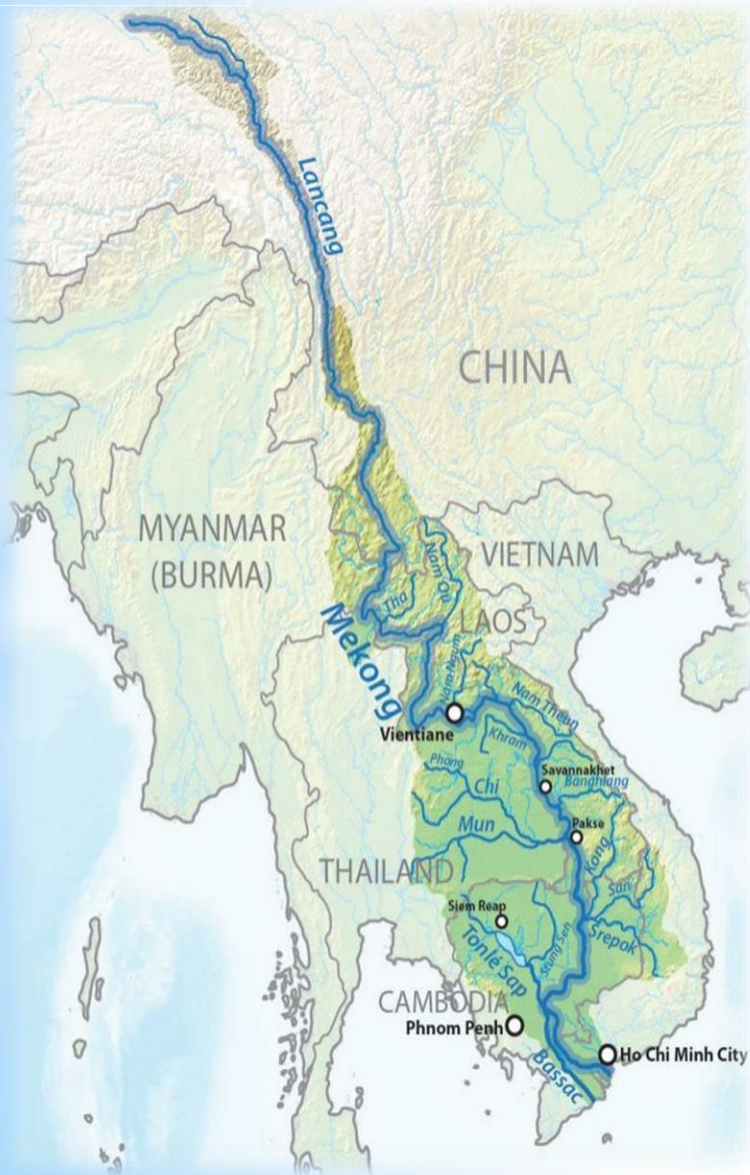 Lancang
CHINA
MYANMAR
(BURMA)
VIETNAM
Nam Ou
Tha
LAOS
Mekong
Nam Ngum
Nam Theun
Vientiane
Khram
Phong
Savannakhet
Banghiang
Chi
Mun
Pakse
Kong
THAILAND
San
Siem Reap
Srepok
Tonlé Sap
Stung Sen
CAMBODIA
Phnom Penh
Ho Chi Minh City
Bassac